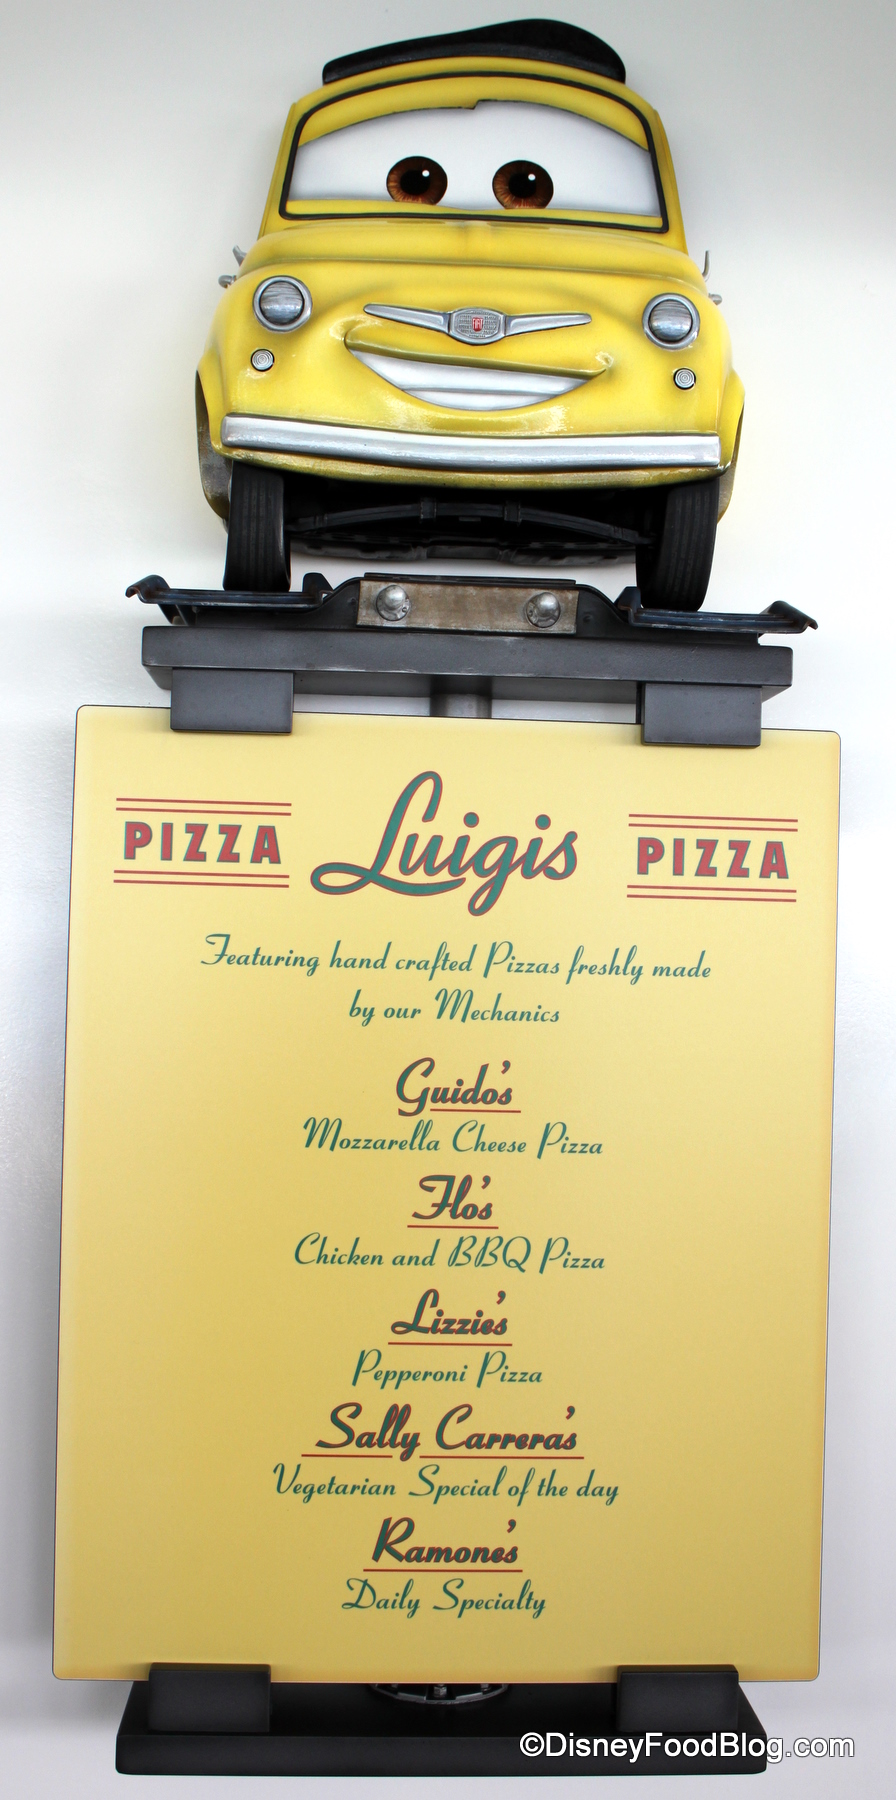 PIZZA Luigis PIZZA
Featuring hand crafted Pizzas freshly made
by our Mechanics
Guido's
Mozzarella Cheese Pizza
Flo's
Chicken and BBQ Pizza
Lizzie's
Pepperoni Pizza
Sally Carrera's
Vegetarian Special of the day
Ramone's
Daily Specialty
©DisneyFoodBlog.com